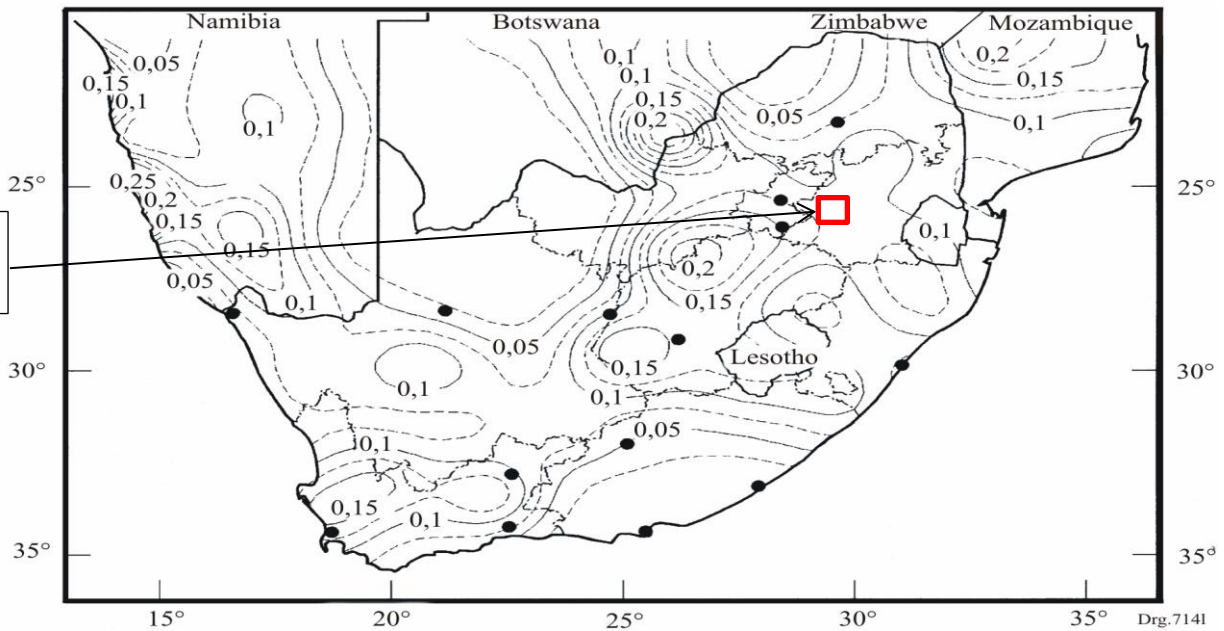 Namibia Botswana Zimbabwe Mozambique
0,05 0,1 0,2
0,15 0,1 0,15
0,1 0,15 0,05
0,1 0,2 0,1
25° 0,25 25°
0,2
0,15 0,1
0,15 0,2
0,05 0,1 0,15
0,05
30° 0,1 0,15 Lesotho 30°
0,1
0,1 0,05
0,15 0,1
35° 35°
15° 20° 25° 30° 35° Drg.714l